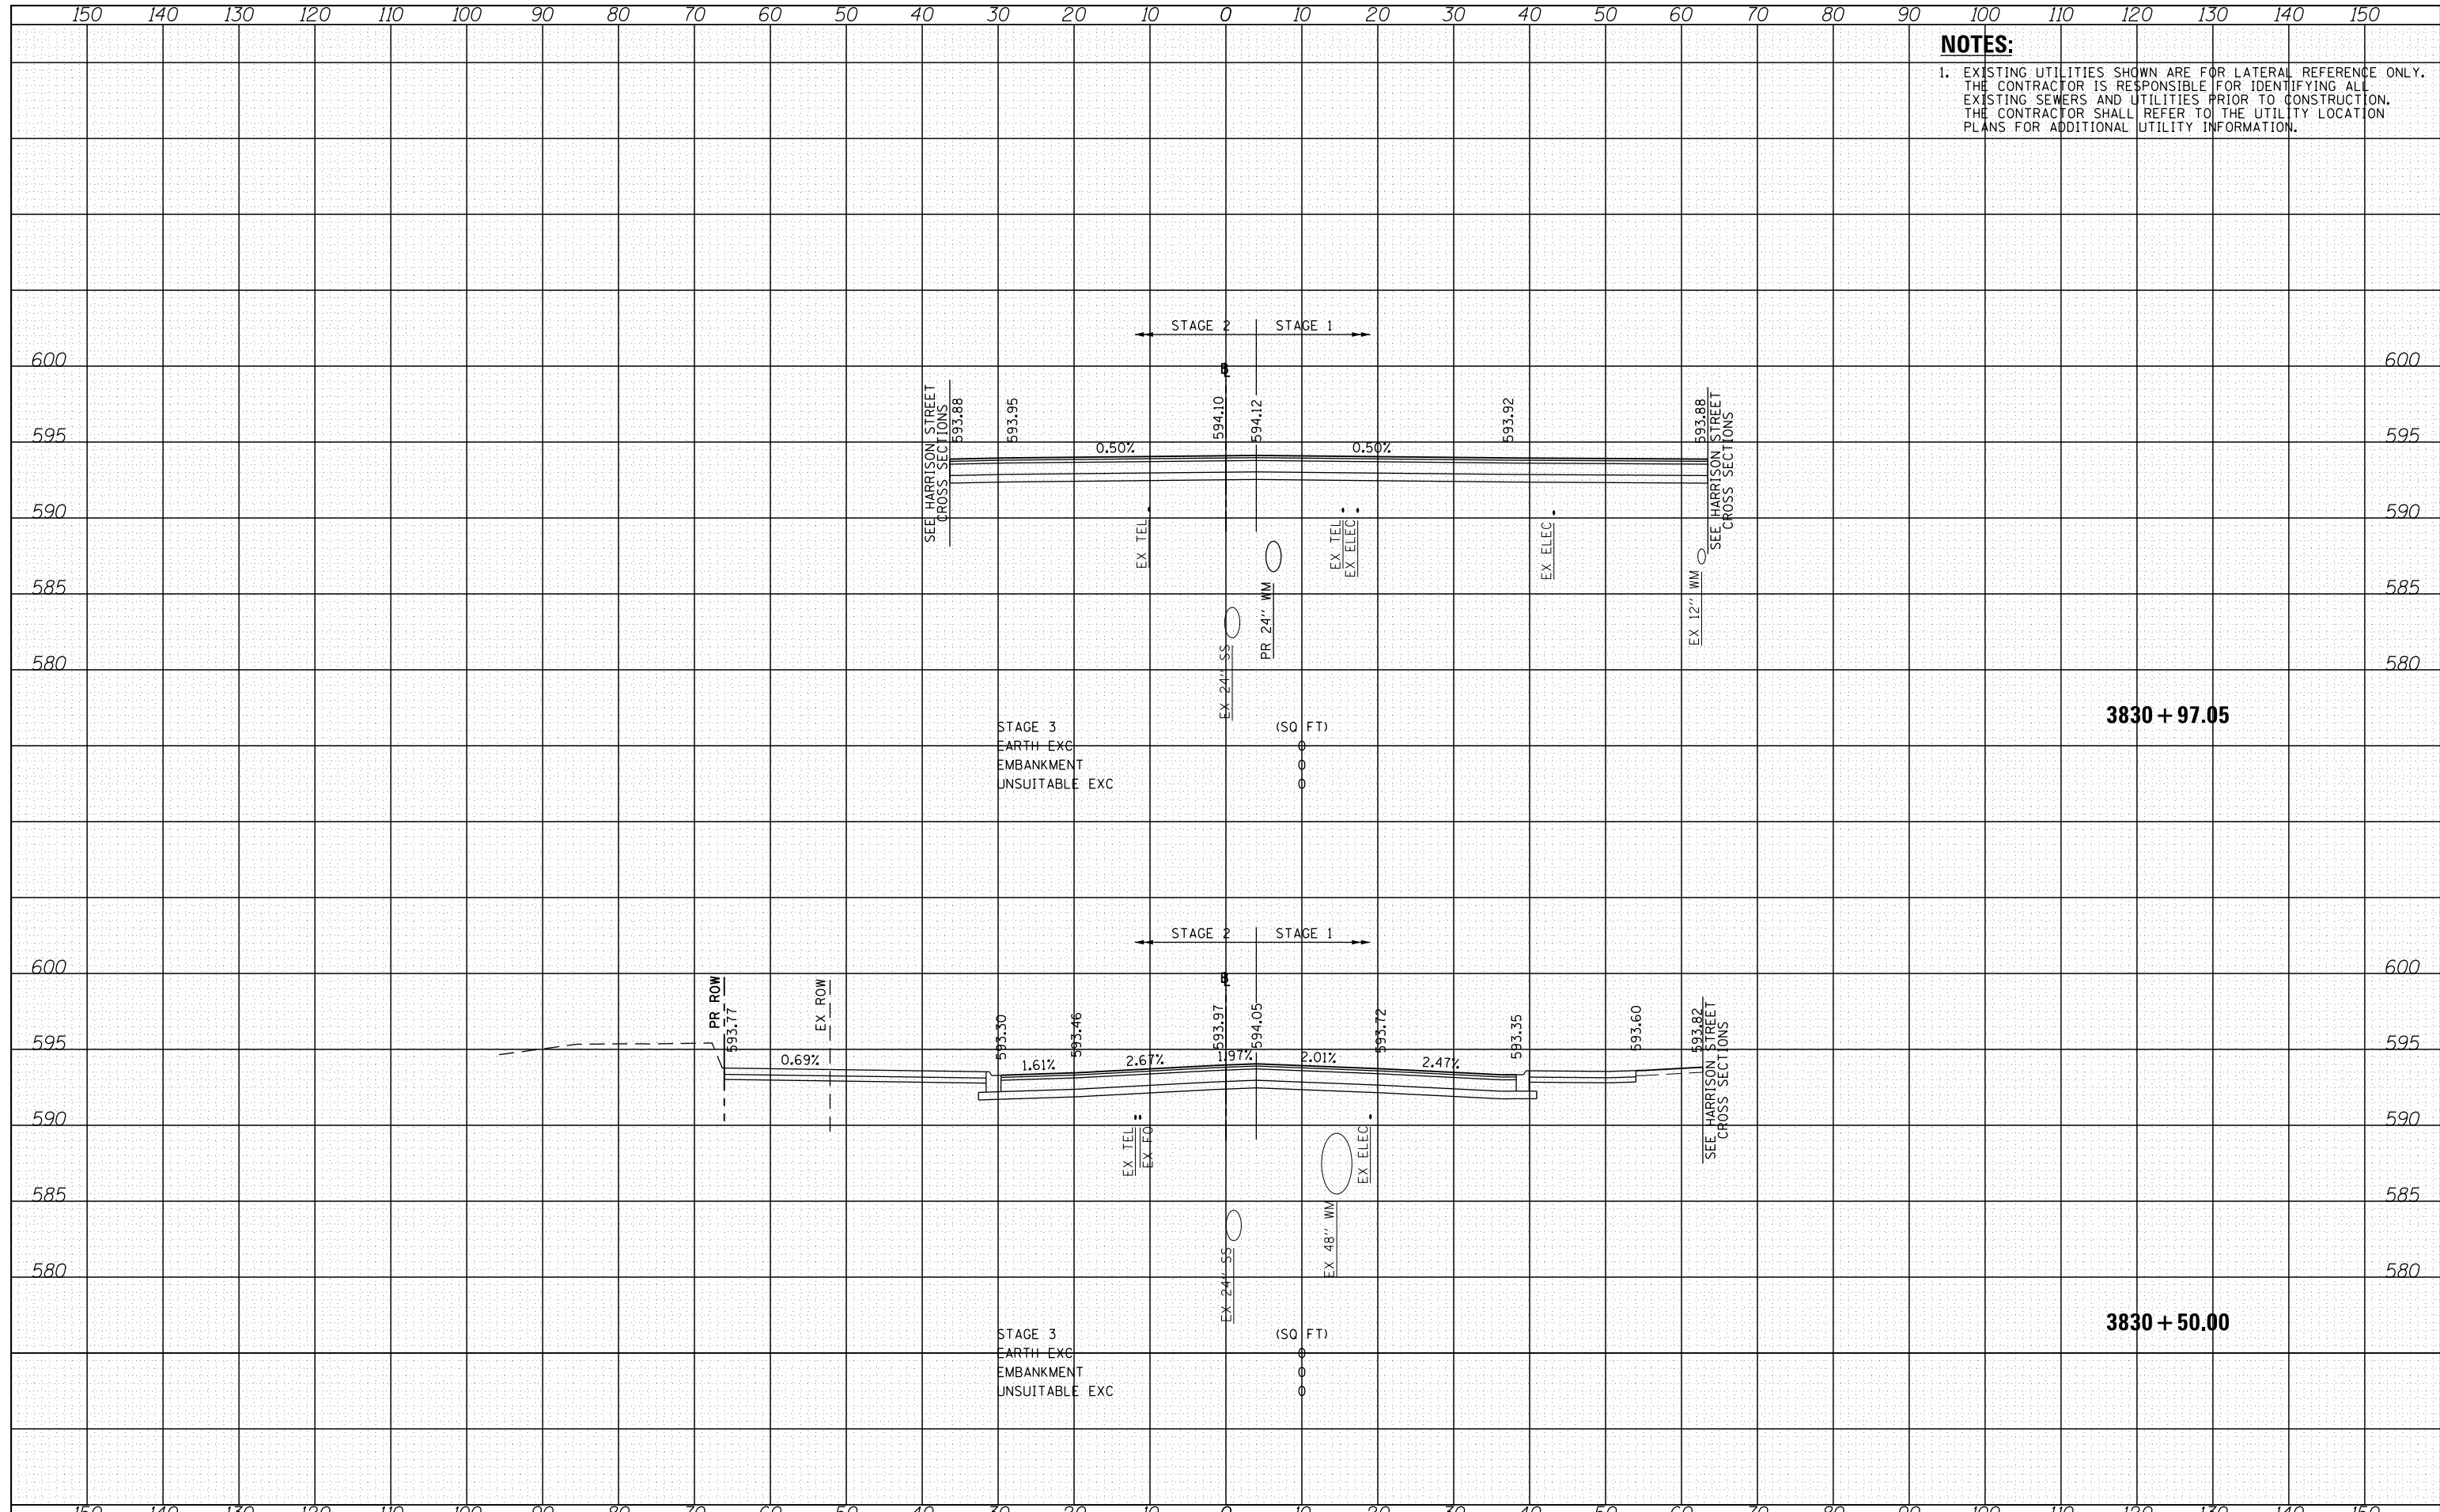 150 140 130 120 110 100 90 80 70 60 50 40 30 20 10 0 10 20 30 40 50 60 70 80 90 100 110 120 130 140 150
NOTES:
1. EXISTING UTILITIES SHOWN ARE FOR LATERAL REFERENCE ONLY.
THE CONTRACTOR IS RESPONSIBLE FOR IDENTIFYING ALL
EXISTING SEWERS AND UTILITIES PRIOR TO CONSTRUCTION.
THE CONTRACTOR SHALL REFER TO THE UTILITY LOCATION
PLANS FOR ADDITIONAL UTILITY INFORMATION.
STAGE 2 STAGE 1
600 600
SEE HARRISON STREET
CROSS SECTIONS
593.88
593.95
594.10
594.12
593.92
593.88
SEE HARRISON STREET
CROSS SECTIONS
595 595
0.50% 0.50%
590 590
EX TEL
EX TEL
EX ELEC
EX ELEC
585 585
PR 24" WM
EX 12" WM
EX 24" SS
580 580
3830+97.05
STAGE 3 (SQ FT)
EARTH EXC 0
EMBANKMENT 0
UNSUITABLE EXC 0
STAGE 2 STAGE 1
600 600
PR ROW
593.77
EX ROW
593.30
593.46
593.97
594.05
593.72
593.35
593.60
593.82
SEE HARRISON STREET
CROSS SECTIONS
595 595
0.69% 1.61% 2.67% 1.97% 2.01% 2.47%
590 590
EX TEL
EX FO
EX ELEC
585 585
EX 48" WM
EX 24" SS
580 580
3830+50.00
STAGE 3 (SQ FT)
EARTH EXC 0
EMBANKMENT 0
UNSUITABLE EXC 0
150 140 130 120 110 100 90 80 70 60 50 40 30 20 10 0 10 20 30 40 50 60 70 80 90 100 110 120 130 140 150